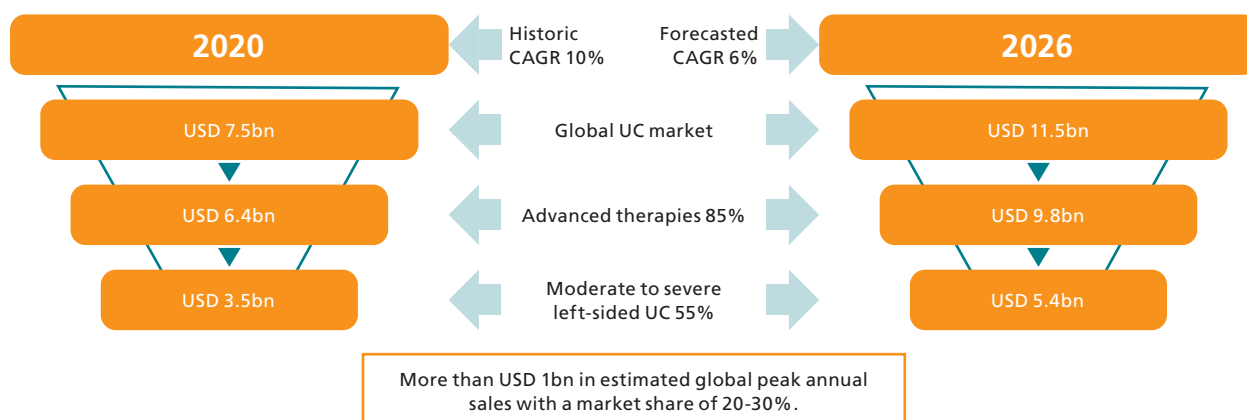 2020
Historic
CAGR 10%
Forecasted
CAGR 6%
2026
USD 7.5bn
Global UC market
USD 11.5bn
USD 6.4bn
Advanced therapies 85%
USD 9.8bn
USD 3.5bn
Moderate to severe
left-sided UC 55%
USD 5.4bn
More than USD 1bn in estimated global peak annual
sales with a market share of 20-30%.